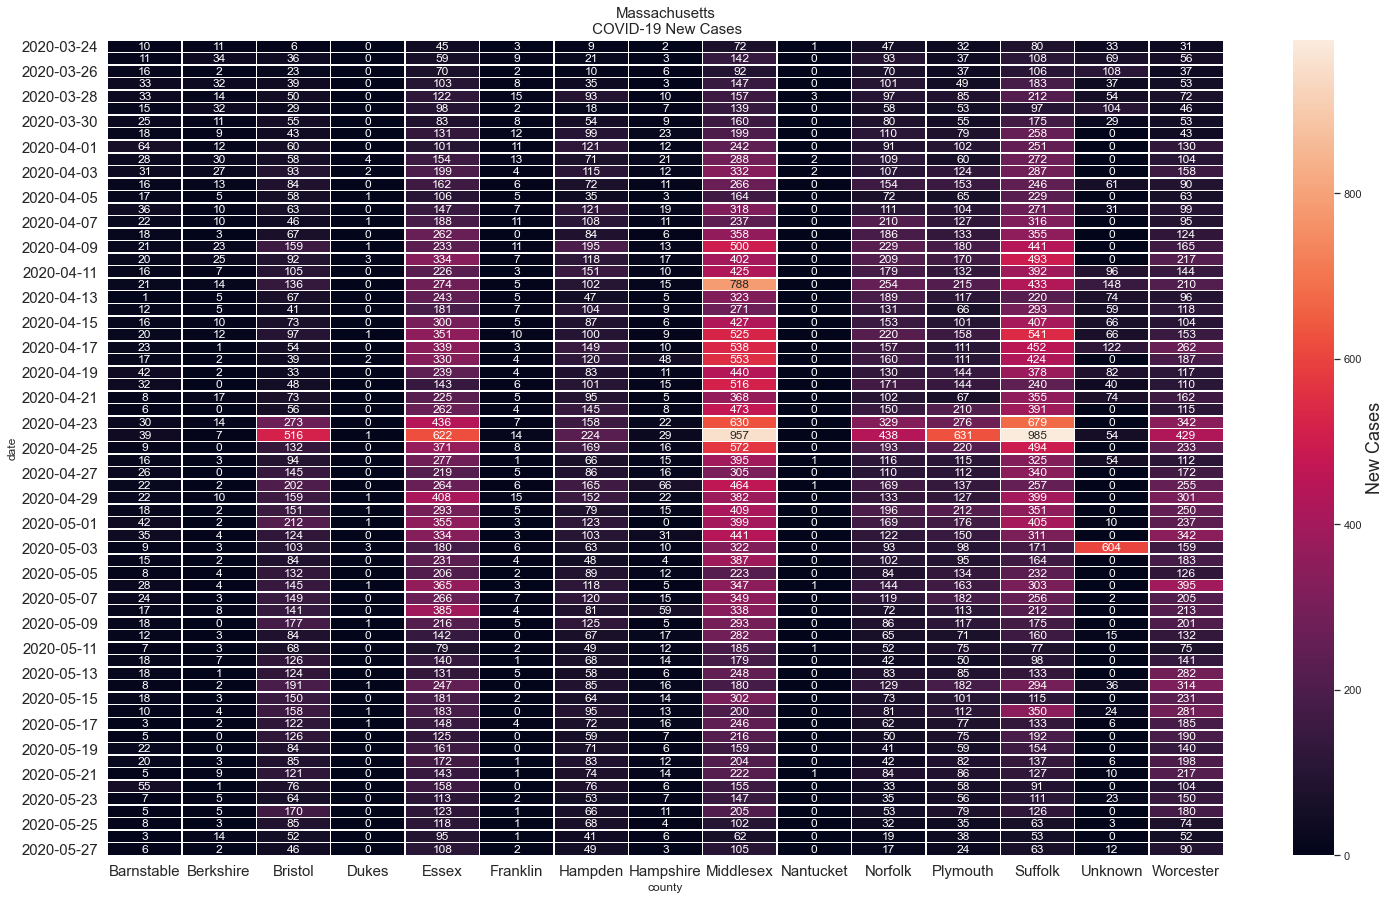 Massachusetts
COVID-19 New Cases
2020-03-24 10 11 6 0 45 3 9 2 72 1 47 32 80 33 31
11 34 36 0 59 9 21 3 142 0 93 37 108 69 56
2020-03-26 16 2 23 0 70 2 10 6 92 0 70 37 106 108 37
33 32 39 0 103 8 35 3 147 0 101 49 183 37 53
2020-03-28 33 14 50 0 122 15 93 10 157 3 97 85 212 54 72
15 32 29 0 98 2 18 7 139 0 58 53 97 104 46
2020-03-30 25 11 55 0 83 8 54 9 160 0 80 55 175 29 53
18 9 43 0 131 12 99 23 199 0 110 79 258 0 43
2020-04-01 64 12 60 0 101 11 121 12 242 0 91 102 251 0 130
28 30 58 4 154 13 71 21 288 2 109 60 272 0 104
2020-04-03 31 27 93 2 199 4 115 12 332 2 107 124 287 0 158
16 13 84 0 162 6 72 11 266 0 154 153 246 61 90
2020-04-05 17 5 58 1 106 5 35 3 164 0 72 65 229 0 63
36 10 63 0 147 7 121 19 318 0 111 104 271 31 99
2020-04-07 22 10 46 1 188 11 108 11 237 0 210 127 316 0 95
18 3 67 0 262 0 84 6 358 0 186 133 355 0 124
2020-04-09 21 23 159 1 233 11 195 13 500 0 229 180 441 0 165
20 25 92 3 334 7 118 17 402 0 209 170 493 0 217
2020-04-11 16 7 105 0 226 3 151 10 425 0 179 132 392 96 144
21 14 136 0 274 5 102 15 788 0 254 215 433 148 210
2020-04-13 1 5 67 0 243 5 47 5 323 0 189 117 220 74 96
12 5 41 0 181 7 104 9 271 0 131 66 293 59 118
2020-04-15 16 10 73 0 300 5 87 6 427 0 153 101 407 66 104
20 12 97 1 351 10 100 9 525 0 220 158 541 66 153
2020-04-17 23 1 54 0 339 3 149 10 538 0 157 111 452 122 262
17 2 39 2 330 4 120 48 553 0 160 111 424 0 187
2020-04-19 42 2 33 0 239 4 83 11 440 0 130 144 378 82 117
32 0 48 0 143 6 101 15 516 0 171 144 240 40 110
2020-04-21 8 17 73 0 225 5 95 5 368 0 102 67 355 74 162
6 0 56 0 262 4 145 8 473 0 150 210 391 0 115
2020-04-23 30 14 273 0 436 7 158 22 630 0 329 276 679 0 342
39 7 516 1 622 14 224 29 957 0 438 631 985 54 429
2020-04-25 9 0 132 0 371 8 169 16 572 0 193 220 494 0 233
16 3 94 0 277 1 66 15 395 1 116 115 325 54 112
2020-04-27 26 0 145 0 219 5 86 16 305 0 110 112 340 0 172
22 2 202 0 264 6 165 66 464 1 169 137 257 0 255
2020-04-29 22 10 159 1 408 15 152 22 382 0 133 127 399 0 301
18 2 151 1 293 5 79 15 409 0 196 212 351 0 250
2020-05-01 42 2 212 1 355 3 123 0 399 0 169 176 405 10 237
35 4 124 0 334 3 103 31 441 0 122 150 311 0 342
2020-05-03 9 3 103 3 180 6 63 10 322 0 93 98 171 604 159
15 2 84 0 231 4 48 4 387 0 102 95 164 0 183
2020-05-05 8 4 132 0 206 2 89 12 223 0 84 134 232 0 126
28 4 145 1 365 3 118 5 347 1 144 163 303 0 395
2020-05-07 24 3 149 0 266 7 120 15 349 0 119 182 256 2 205
17 8 141 0 385 4 81 59 338 0 72 113 212 0 213
2020-05-09 18 0 177 1 216 5 125 5 293 0 86 117 175 0 201
12 3 84 0 142 0 67 17 282 0 65 71 160 15 132
2020-05-11 7 3 68 0 79 2 49 12 185 1 52 75 77 0 75
18 7 126 0 140 1 68 14 179 0 42 50 98 0 141
2020-05-13 18 1 124 0 131 5 58 6 248 0 83 85 133 0 282
8 2 191 1 247 0 85 16 180 0 129 182 294 36 314
2020-05-15 18 3 150 0 181 2 64 14 302 0 73 101 115 0 231
10 4 158 1 183 0 95 13 200 0 81 112 350 24 281
2020-05-17 3 2 122 1 148 4 72 16 246 0 62 77 133 6 185
5 0 126 0 125 0 59 7 216 0 50 75 192 0 190
2020-05-19 22 0 84 0 161 0 71 6 159 0 41 59 154 0 140
20 3 85 0 172 1 83 12 204 0 42 82 137 6 198
2020-05-21 5 9 121 0 143 1 74 14 222 1 84 86 127 10 217
55 1 76 0 158 0 76 6 155 0 33 58 91 0 104
2020-05-23 7 5 64 0 113 2 53 7 147 0 35 56 111 23 150
5 5 170 0 123 1 66 11 205 0 53 79 126 0 180
2020-05-25 8 3 85 0 118 1 68 4 102 0 35 35 63 3 74
3 14 52 0 95 1 41 6 62 0 19 38 53 0 52
2020-05-27 6 2 46 0 108 2 49 3 105 0 17 24 63 12 90
Barnstable Berkshire Bristol Dukes Essex Franklin Hampden Hampshire Middlesex Nantucket Norfolk Plymouth Suffolk Unknown Worcester
county
date
800
600
400
200
0
New Cases